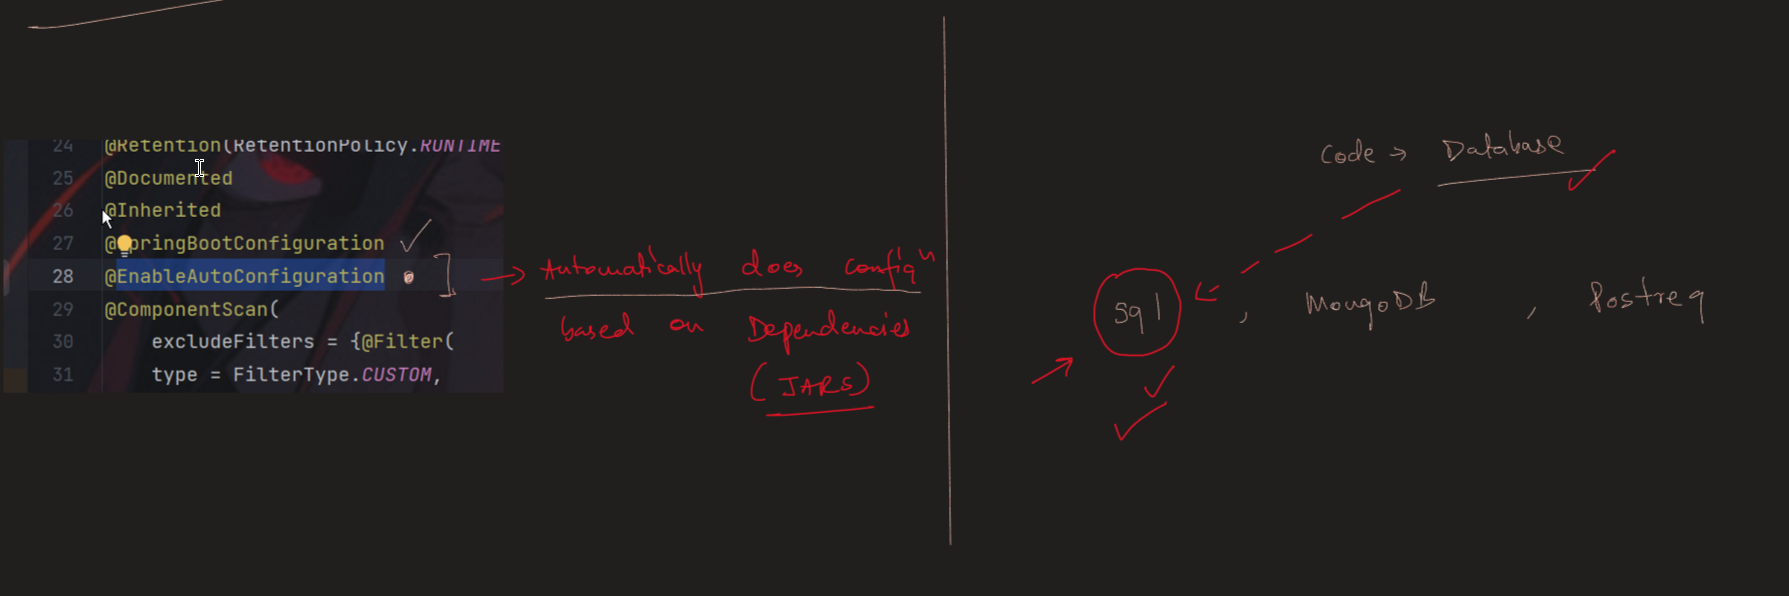 24 @Retention(RetentionPolicy.RUNTIME
25 @Documented
26 @Inherited
27 @SpringBootConfiguration
28 @EnableAutoConfiguration
29 @ComponentScan(
30 excludeFilters = {@Filter(
31 type = FilterType.CUSTOM,
Automatically does configⁿ
based on Dependencies
(JARS)
Code → Database
sql , MongoDB , Postreq